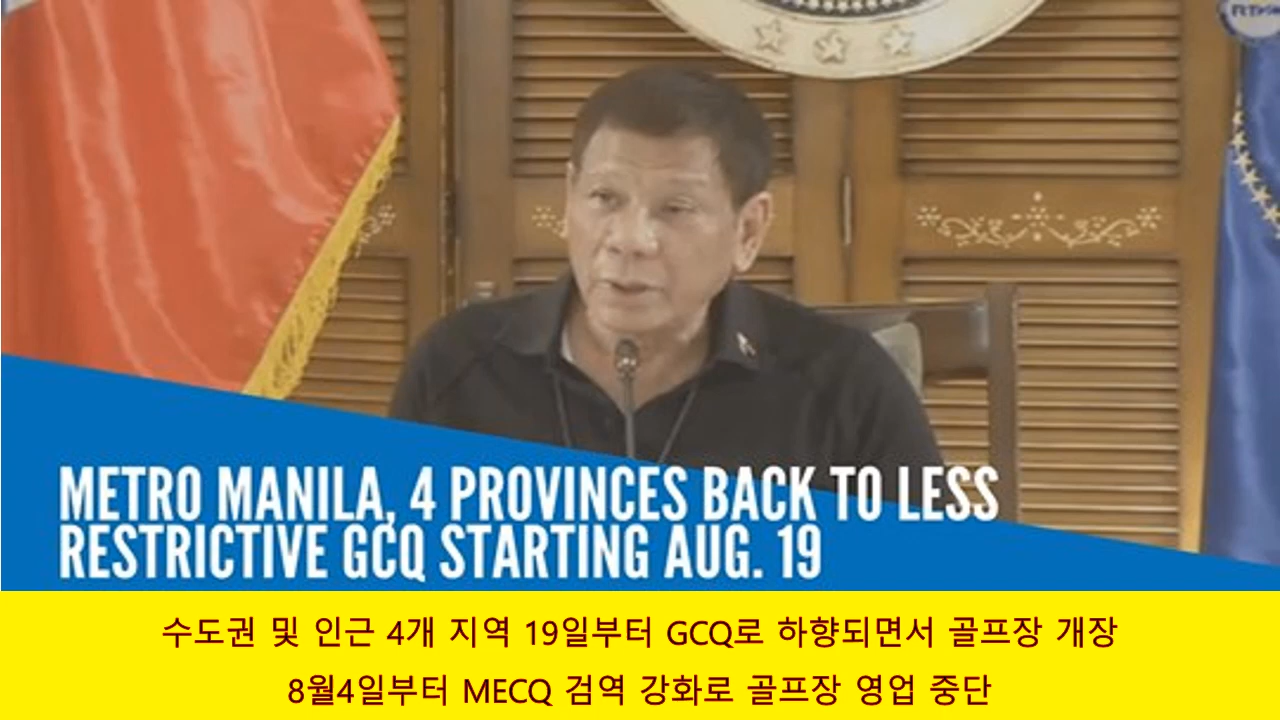 METRO MANILA, 4 PROVINCES BACK TO LESS
RESTRICTIVE GCQ STARTING AUG. 19
수도권 및 인근 4개 지역 19일부터 GCQ로 하향되면서 골프장 개장
8월4일부터 MECQ 검역 강화로 골프장 영업 중단